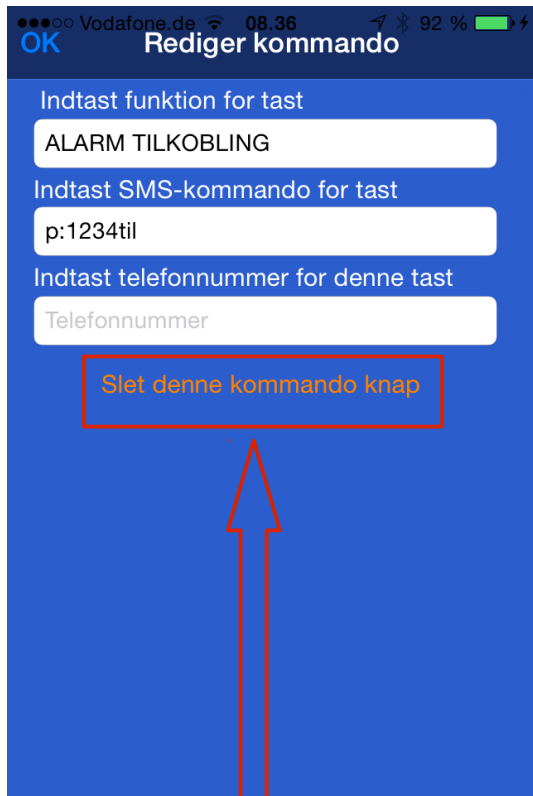 Vodafone.de 08.36 92 %
OK Rediger kommando
Indtast funktion for tast
ALARM TILKOBLING
Indtast SMS-kommando for tast
p:1234til
Indtast telefonnummer for denne tast
Telefonnummer
Slet denne kommando knap